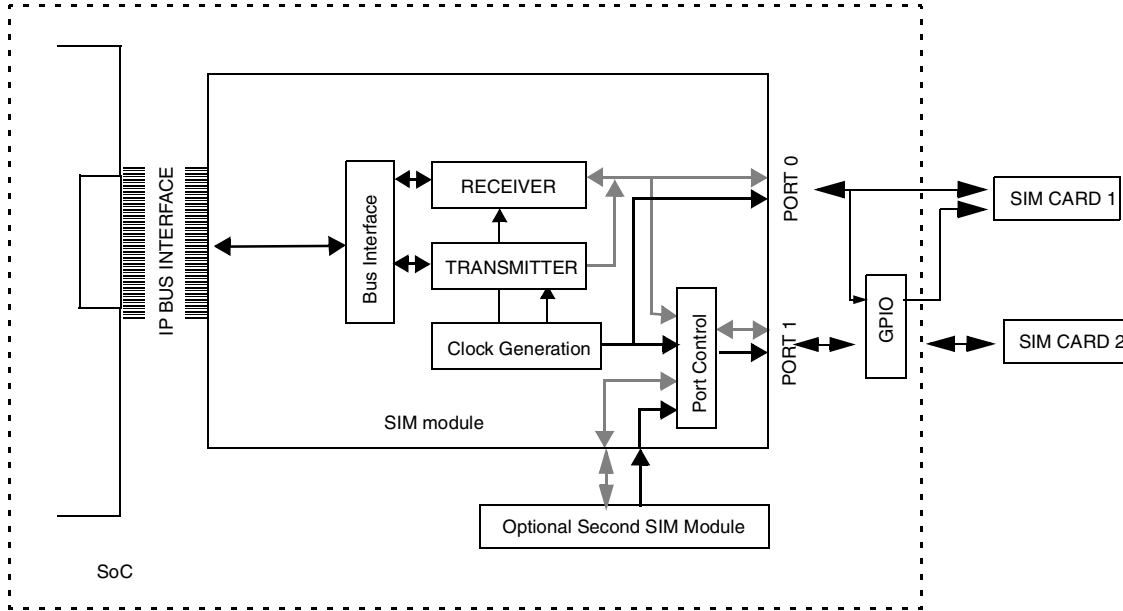 IP BUS INTERFACE
Bus Interface
RECEIVER
TRANSMITTER
Clock Generation
Port Control
SIM module
PORT 0
PORT 1
GPIO
SIM CARD 1
SIM CARD 2
Optional Second SIM Module
SoC